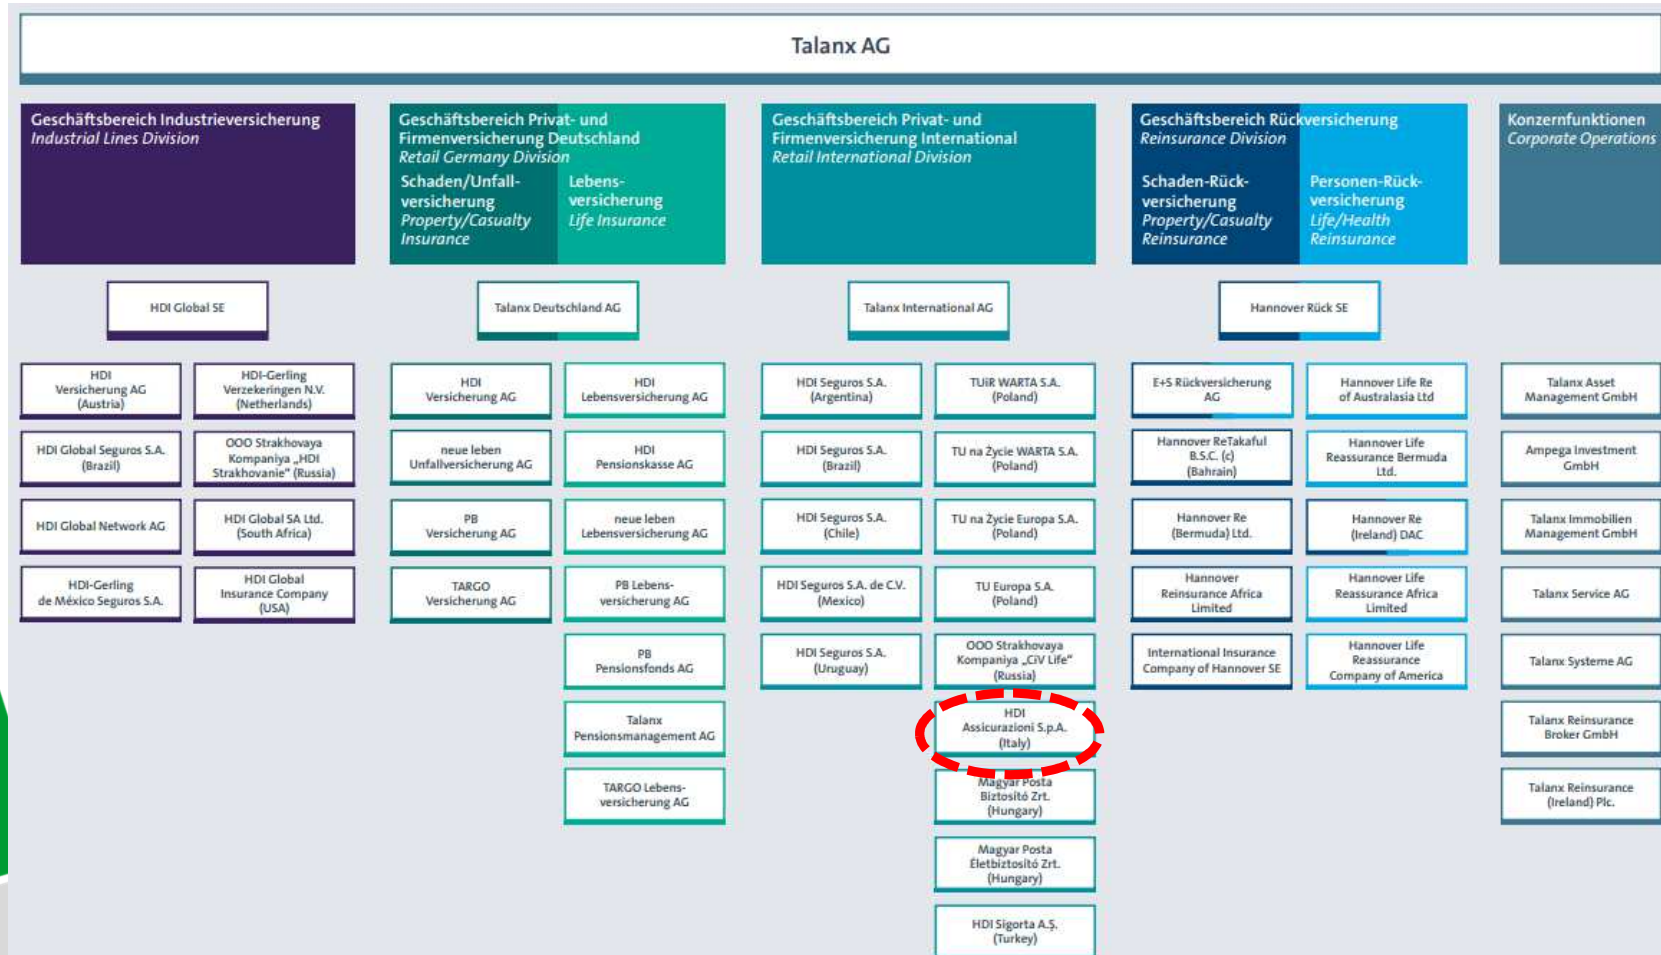 Talanx AG
Geschäftsbereich Industrieversicherung
Industrial Lines Division
Geschäftsbereich Privat- und
Firmenversicherung Deutschland
Retail Germany Division
Schaden/Unfall-
versicherung
Property/Casualty
Insurance
Lebens-
versicherung
Life Insurance
Geschäftsbereich Privat- und
Firmenversicherung International
Retail International Division
Geschäftsbereich Rückversicherung
Reinsurance Division
Schaden-Rück-
versicherung
Property/Casualty
Reinsurance
Personen-Rück-
versicherung
Life/Health
Reinsurance
Konzernfunktionen
Corporate Operations
HDI Global SE
Talanx Deutschland AG
Talanx International AG
Hannover Rück SE
HDI
Versicherung AG
(Austria)
HDI-Gerling
Verzekeringen N.V.
(Netherlands)
HDI Global Seguros S.A.
(Brazil)
OOO Strakhovaya
Kompaniya „HDI
Strakhovanie“ (Russia)
HDI Global Network AG
HDI Global SA Ltd.
(South Africa)
HDI-Gerling
de México Seguros S.A.
HDI Global
Insurance Company
(USA)
HDI
Versicherung AG
HDI
Lebensversicherung AG
neue leben
Unfallversicherung AG
HDI
Pensionskasse AG
PB
Versicherung AG
neue leben
Lebensversicherung AG
TARGO
Versicherung AG
PB Lebens-
versicherung AG
PB
Pensionsfonds AG
Talanx
Pensionsmanagement AG
TARGO Lebens-
versicherung AG
HDI Seguros S.A.
(Argentina)
TUiR WARTA S.A.
(Poland)
HDI Seguros S.A.
(Brazil)
TU na Życie WARTA S.A.
(Poland)
HDI Seguros S.A.
(Chile)
TU na Życie Europa S.A.
(Poland)
HDI Seguros S.A. de C.V.
(Mexico)
TU Europa S.A.
(Poland)
HDI Seguros S.A.
(Uruguay)
OOO Strakhovaya
Kompaniya „CiV Life“
(Russia)
HDI
Assicurazioni S.p.A.
(Italy)
Magyar Posta
Biztosító Zrt.
(Hungary)
Magyar Posta
Életbiztosító Zrt.
(Hungary)
HDI Sigorta A.Ş.
(Turkey)
E+S Rückversicherung
AG
Hannover Life Re
of Australasia Ltd
Hannover ReTakaful
B.S.C. (c)
(Bahrain)
Hannover Life
Reassurance Bermuda
Ltd.
Hannover Re
(Bermuda) Ltd.
Hannover Re
(Ireland) DAC
Hannover
Reinsurance Africa
Limited
Hannover Life
Reassurance Africa
Limited
International Insurance
Company of Hannover SE
Hannover Life
Reassurance
Company of America
Talanx Asset
Management GmbH
Ampega Investment
GmbH
Talanx Immobilien
Management GmbH
Talanx Service AG
Talanx Systeme AG
Talanx Reinsurance
Broker GmbH
Talanx Reinsurance
(Ireland) Plc.